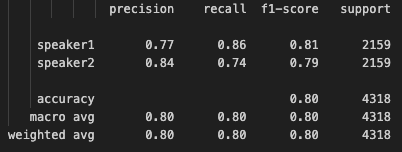 precision recall f1-score support
speaker1 0.77 0.86 0.81 2159
speaker2 0.84 0.74 0.79 2159
accuracy 0.80 4318
macro avg 0.80 0.80 0.80 4318
weighted avg 0.80 0.80 0.80 4318